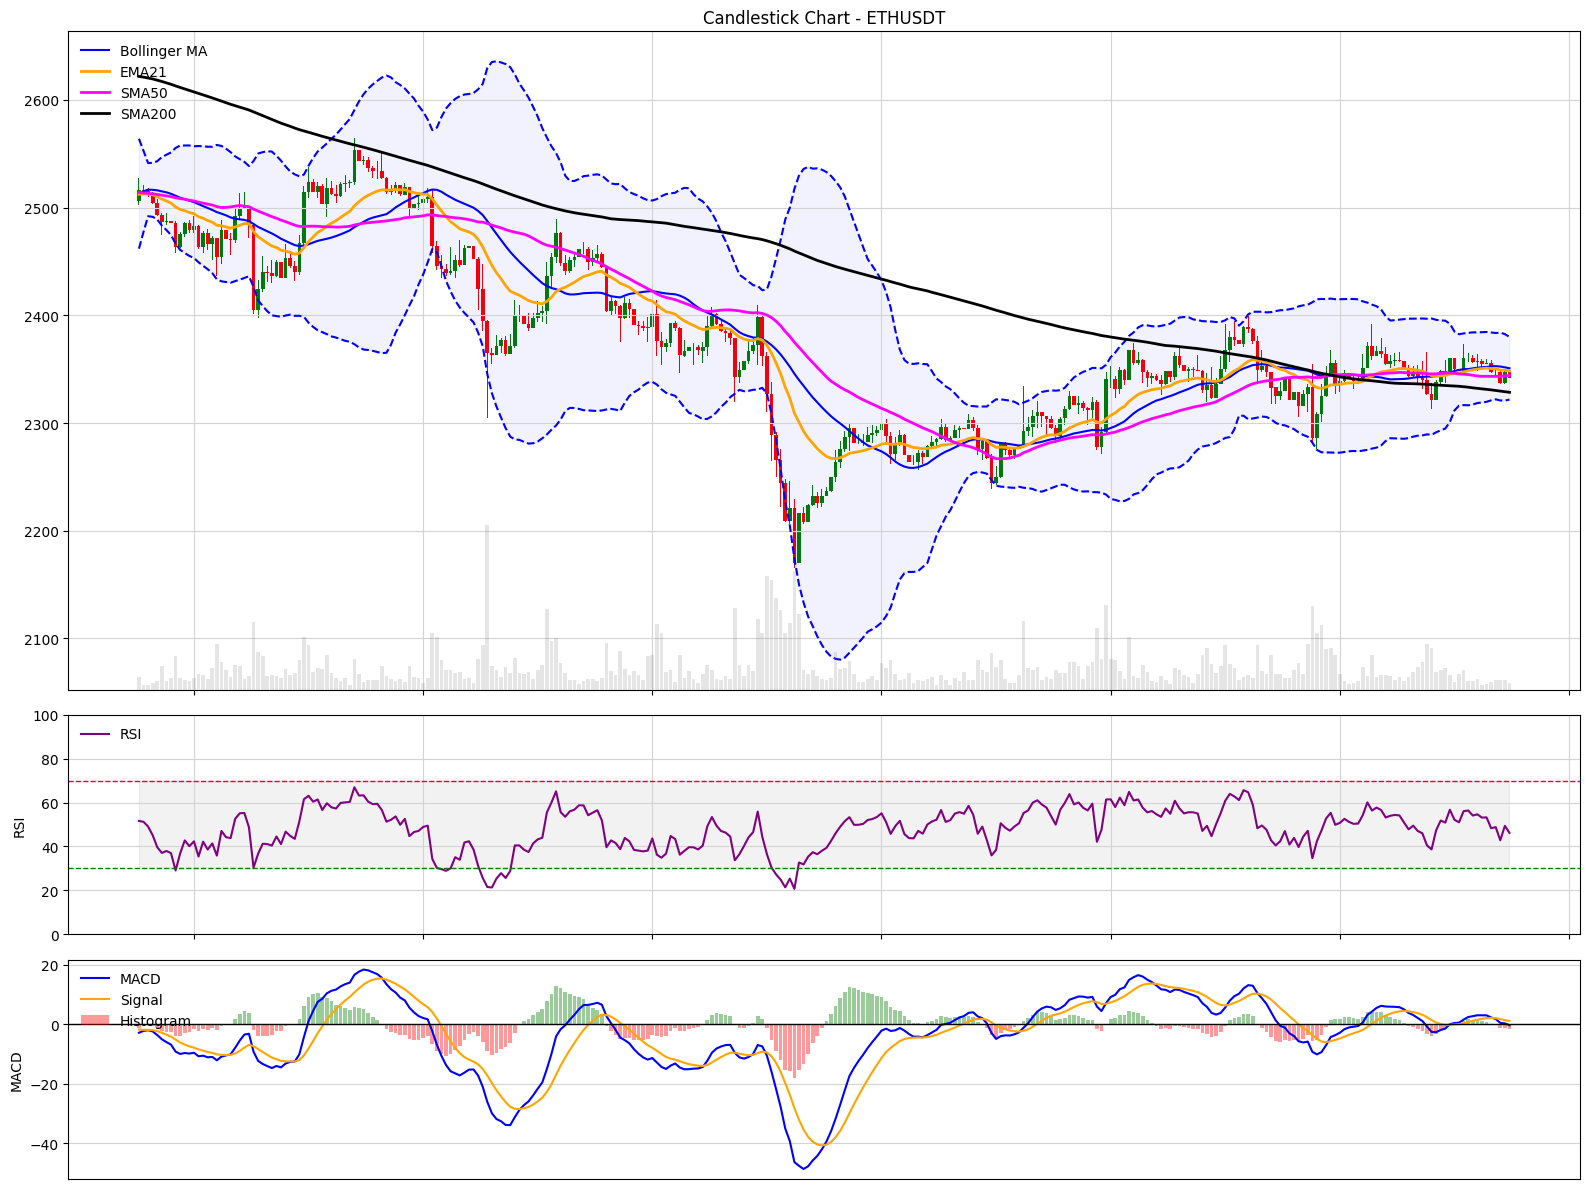 Candlestick Chart - ETHUSDT
Bollinger MA
EMA21
SMA50
SMA200
2600
2500
2400
2300
2200
2100
RSI
RSI
100
80
60
40
20
0
MACD
Signal
Histogram
MACD
20
0
−20
−40